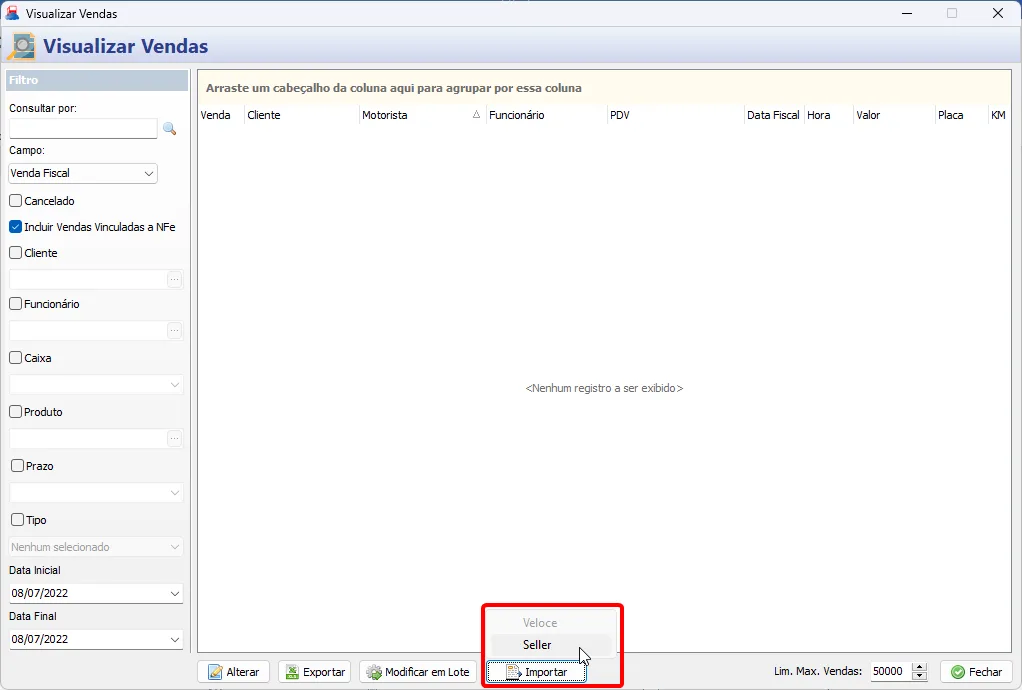 Visualizar Vendas
Visualizar Vendas
Filtro
Consultar por:
Campo:
Venda Fiscal
Cancelado
Incluir Vendas Vinculadas a NFe
Cliente
Funcionário
Caixa
Produto
Prazo
Tipo
Nenhum selecionado
Data Inicial
08/07/2022
Data Final
08/07/2022
Arraste um cabeçalho da coluna aqui para agrupar por essa coluna
Venda Cliente Motorista Funcionário PDV Data Fiscal Hora Valor Placa KM
<Nenhum registro a ser exibido>
Veloce
Seller
Alterar Exportar Modificar em Lote Importar Lim. Max. Vendas: 50000 Fechar